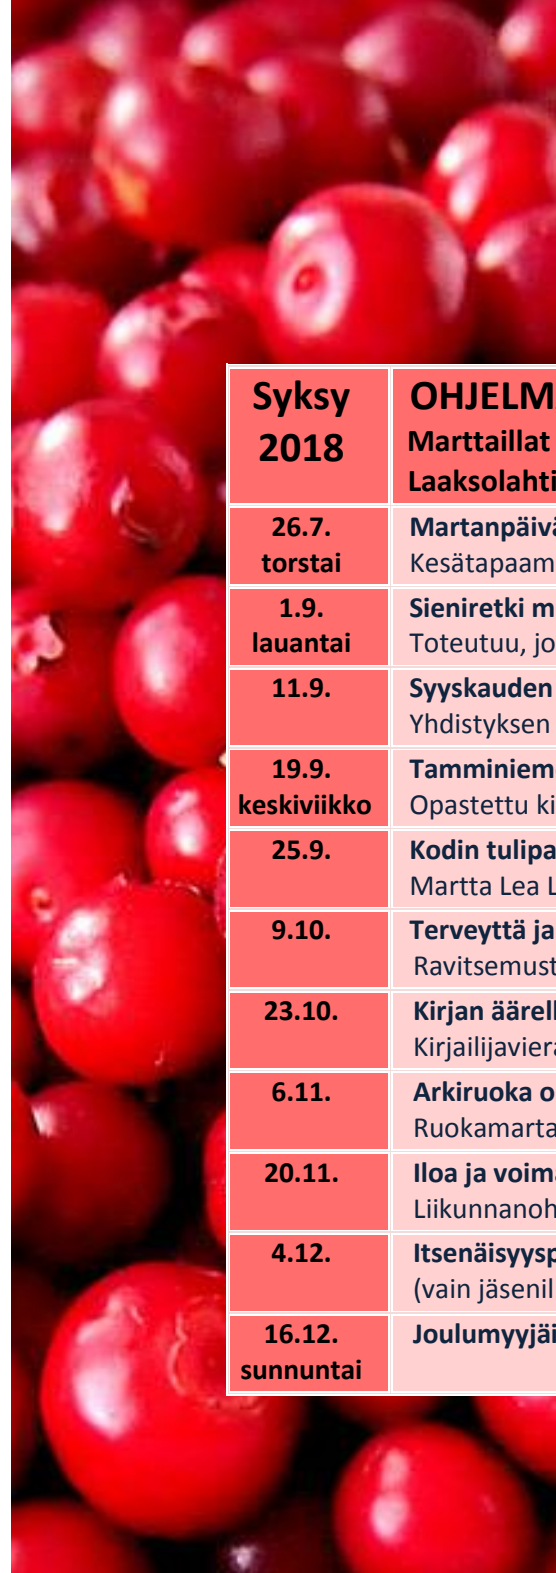 Syksy OHJELM
2018 Marttaillat
Laaksolahti
26.7. Martanpäivä
torstai Kesätapaam
1.9. Sieniretki m
lauantai Toteutuu, jo
11.9. Syyskauden
Yhdistyksen
19.9. Tamminiem
keskiviikko Opastettu ki
25.9. Kodin tulipa
Martta Lea L
9.10. Terveyttä ja
Ravitsemust
23.10. Kirjan äärell
Kirjailijaviera
6.11. Arkiruoka o
Ruokamarta
20.11. Iloa ja voima
Liikunnanoh
4.12. Itsenäisyysp
(vain jäsenil
16.12. Joulumyyjäi
sunnuntai